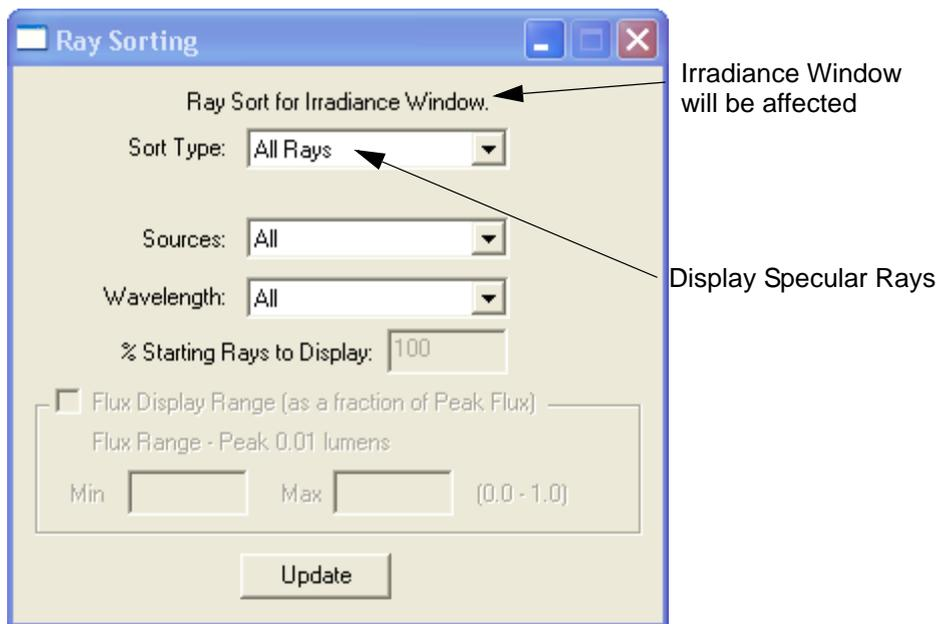 Ray Sorting
Ray Sort for Irradiance Window.
Irradiance Window
will be affected
Sort Type: All Rays
Sources: All
Display Specular Rays
Wavelength: All
% Starting Rays to Display: 100
Flux Display Range (as a fraction of Peak Flux)
Flux Range - Peak 0.01 lumens
Min Max (0.0 - 1.0)
Update